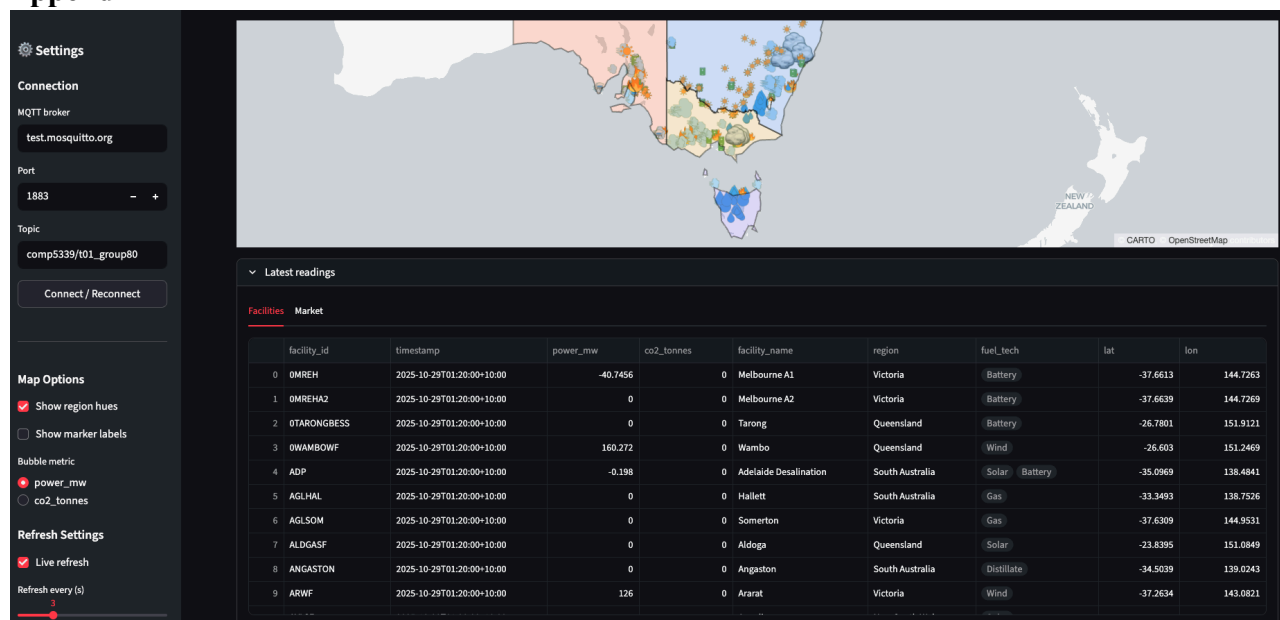 Settings
Connection
MQTT broker
test.mosquitto.org
Port
1883 - +
Topic
comp5339/t01_group80
Connect / Reconnect
Map Options
Show region hues
Show marker labels
Bubble metric
power_mw
co2_tonnes
Refresh Settings
Live refresh
Refresh every (s)
3
NEW
ZEALAND
CARTO OpenStreetMap
Latest readings
Facilities Market
facility_id timestamp power_mw co2_tonnes facility_name region fuel_tech lat lon
0 0MREH 2025-10-29T01:20:00+10:00 -40.7456 0 Melbourne A1 Victoria Battery -37.6613 144.7263
1 0MREHA2 2025-10-29T01:20:00+10:00 0 0 Melbourne A2 Victoria Battery -37.6639 144.7269
2 0TARONGBESS 2025-10-29T01:20:00+10:00 0 0 Tarong Queensland Battery -26.7801 151.9121
3 0WAMBOWF 2025-10-29T01:20:00+10:00 160.272 0 Wambo Queensland Wind -26.603 151.2469
4 ADP 2025-10-29T01:20:00+10:00 -0.198 0 Adelaide Desalination South Australia Solar Battery -35.0969 138.4841
5 AGLHAL 2025-10-29T01:20:00+10:00 0 0 Hallett South Australia Gas -33.3493 138.7526
6 AGLSOM 2025-10-29T01:20:00+10:00 0 0 Somerton Victoria Gas -37.6309 144.9531
7 ALDGASF 2025-10-29T01:20:00+10:00 0 0 Aldoga Queensland Solar -23.8395 151.0849
8 ANGASTON 2025-10-29T01:20:00+10:00 0 0 Angaston South Australia Distillate -34.5039 139.0243
9 ARWF 2025-10-29T01:20:00+10:00 126 0 Ararat Victoria Wind -37.2634 143.0821